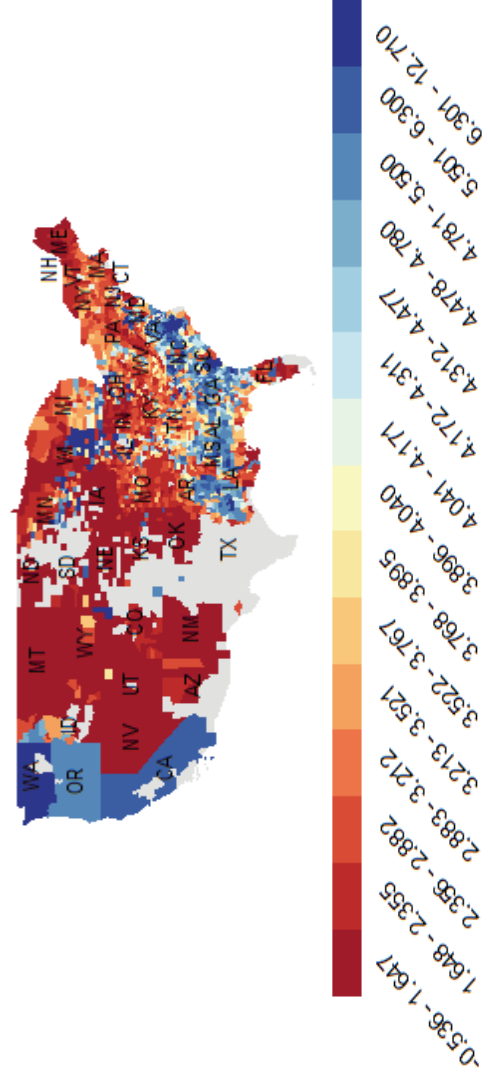 WA
MT
ND
MN
ME
VT
NH
OR
ID
WY
SD
WI
MI
NY
MA
CT
NV
UT
CO
NE
IA
IL
IN
OH
PA
NJ
CA
KS
MO
KY
WV
VA
AZ
NM
OK
AR
TN
NC
TX
LA
MS
AL
GA
SC
FL
-0.536 - 1.647
1.648 - 2.355
2.356 - 2.882
2.883 - 3.212
3.213 - 3.521
3.522 - 3.767
3.768 - 3.895
3.896 - 4.040
4.041 - 4.171
4.172 - 4.311
4.312 - 4.477
4.478 - 4.780
4.781 - 5.500
5.501 - 6.300
6.301 - 12.710